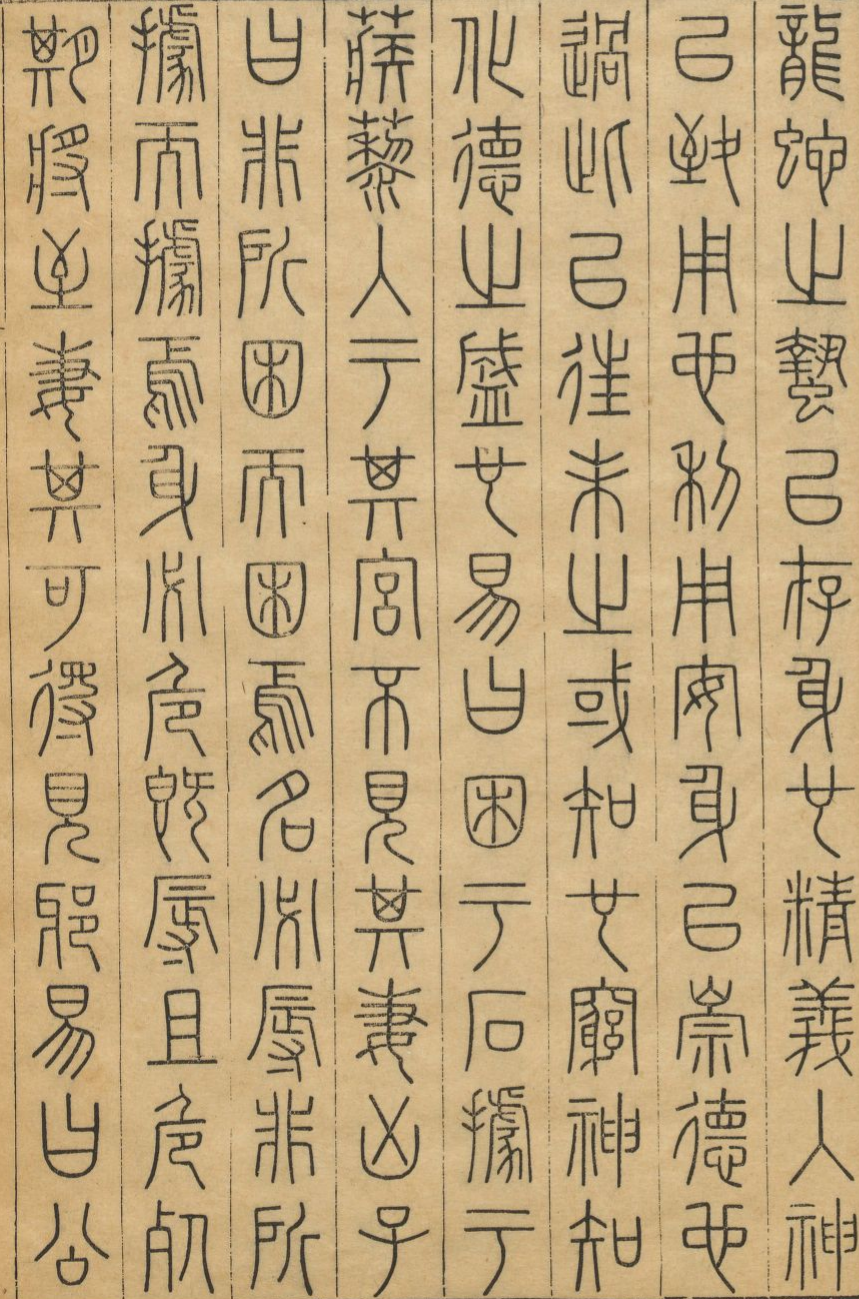 龍蛇之蟄以存身也精義入神
以致用也利用安身以崇德也
過此以往未之或知也窮神知
化德之盛也易曰困于石據于
蒺藜入于其宮不見其妻凶子
曰非所困而困焉名必辱非所
據而據焉身必危既辱且危死
期將至妻其可得見邪易曰公